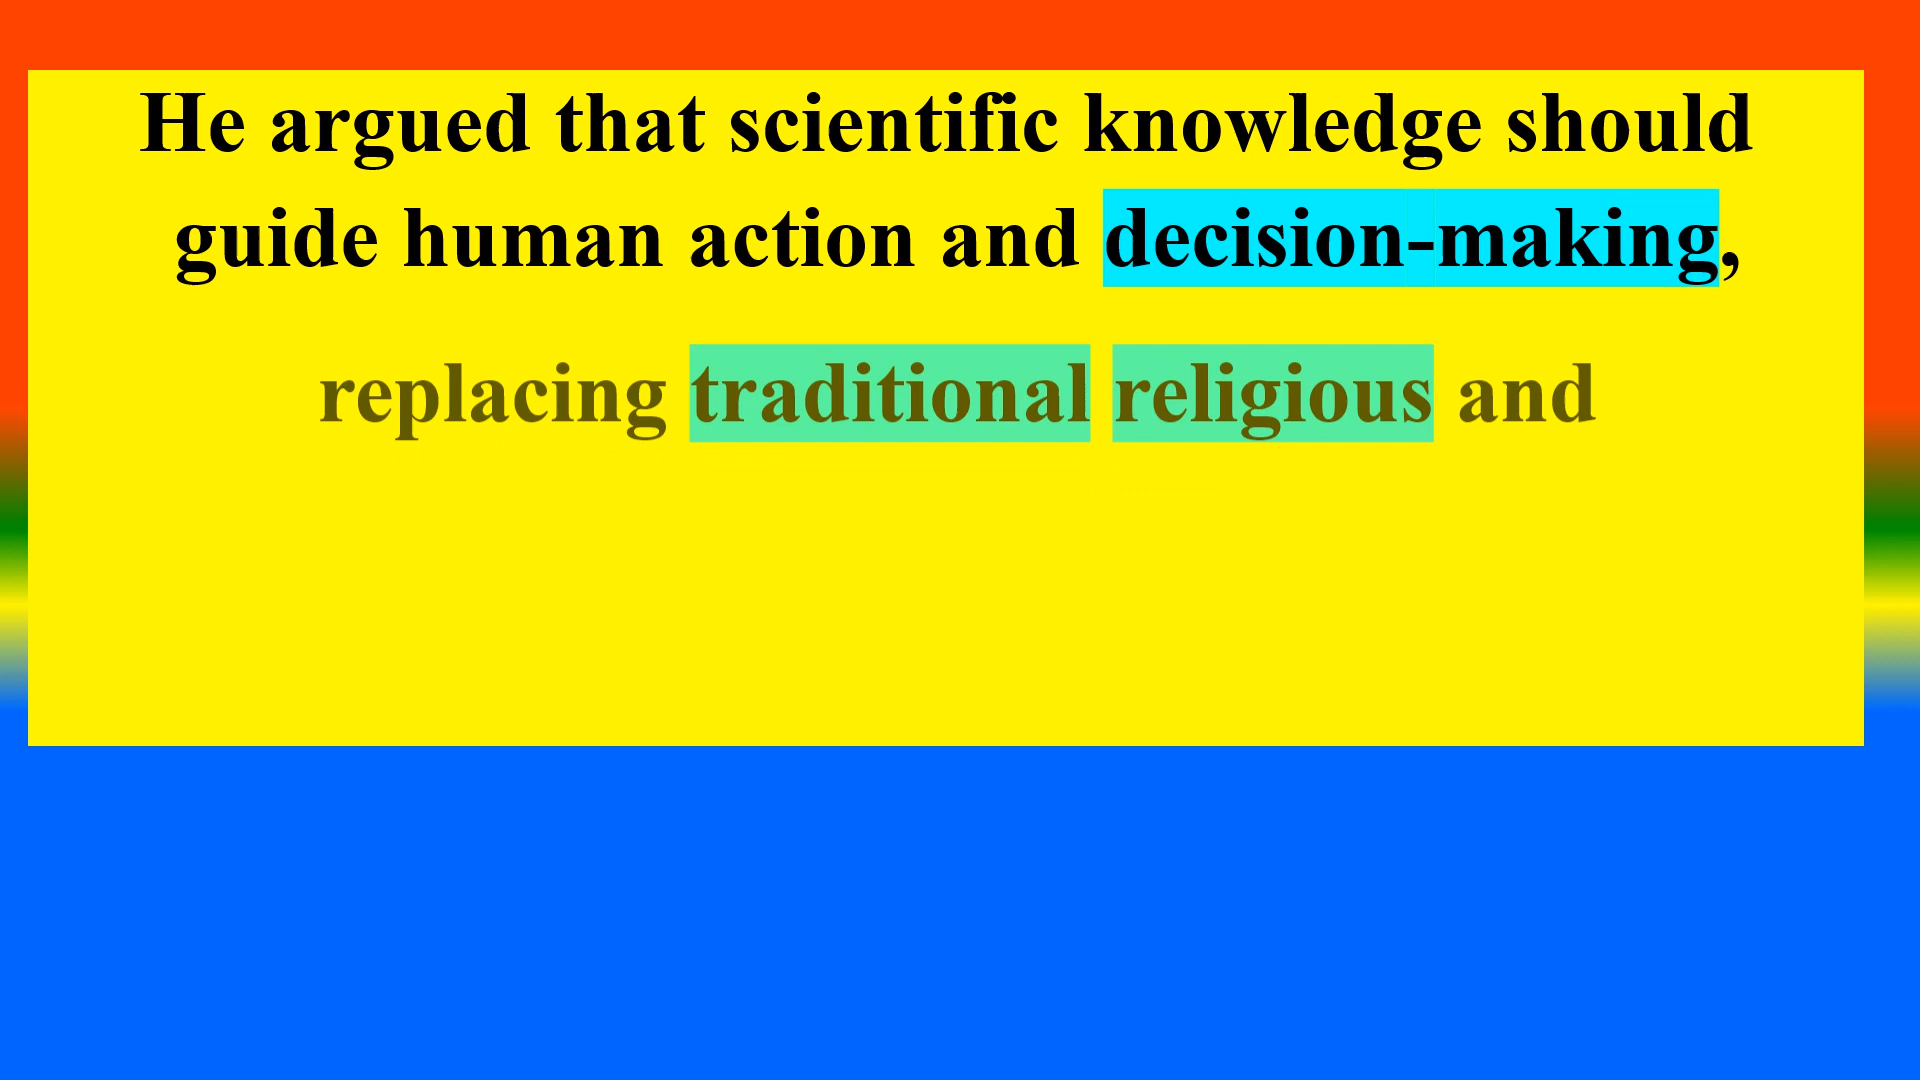 He argued that scientific knowledge should
guide human action and decision-making,
replacing traditional religious and